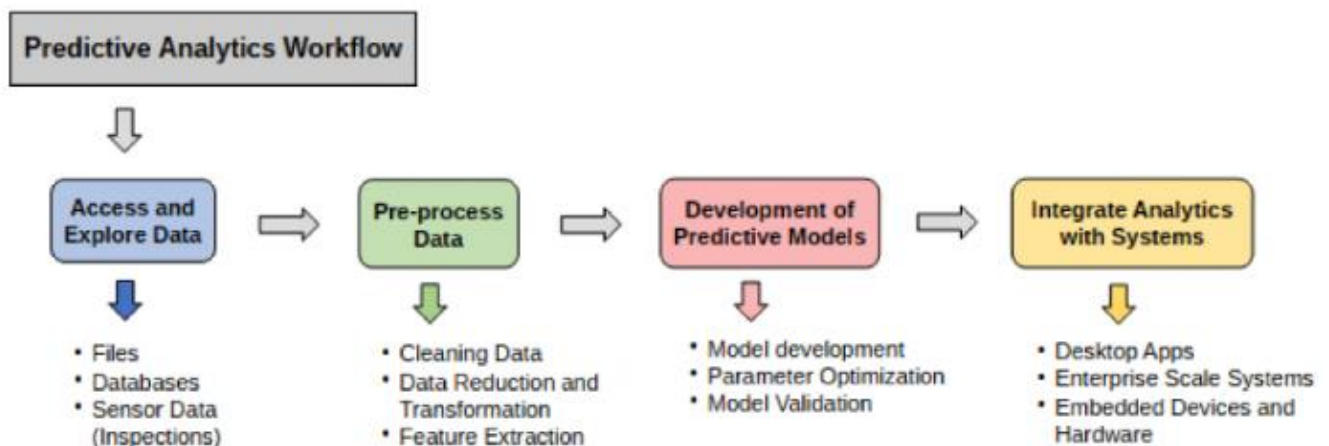 Predictive Analytics Workflow
Access and
Explore Data
Pre-process
Data
Development of
Predictive Models
Integrate Analytics
with Systems
• Files
• Databases
• Sensor Data
(Inspections)
• Cleaning Data
• Data Reduction and
Transformation
• Feature Extraction
• Model development
• Parameter Optimization
• Model Validation
• Desktop Apps
• Enterprise Scale Systems
• Embedded Devices and
Hardware